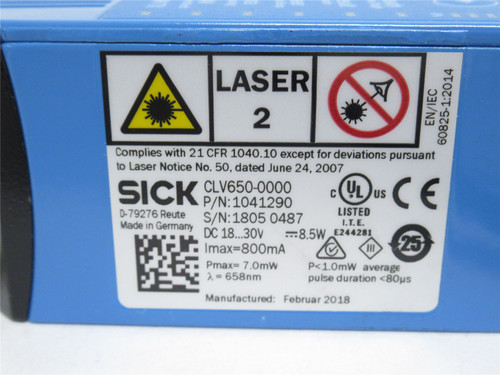 LASER
2
EN/IEC
60825-1:2014
Complies with 21 CFR 1040.10 except for deviations pursuant
to Laser Notice No. 50, dated June 24, 2007
SICK
D-79276 Reute
Made in Germany
CLV650-0000
P/N:1041290
S/N:1805 0487
DC 18...30V 8.5W
Imax=800mA
c UL us
LISTED
I.T.E.
E244281
CE
25
Pmax= 7.0mW
λ = 658nm
P<1.0mW average
pulse duration <80µs
Manufactured: Februar 2018